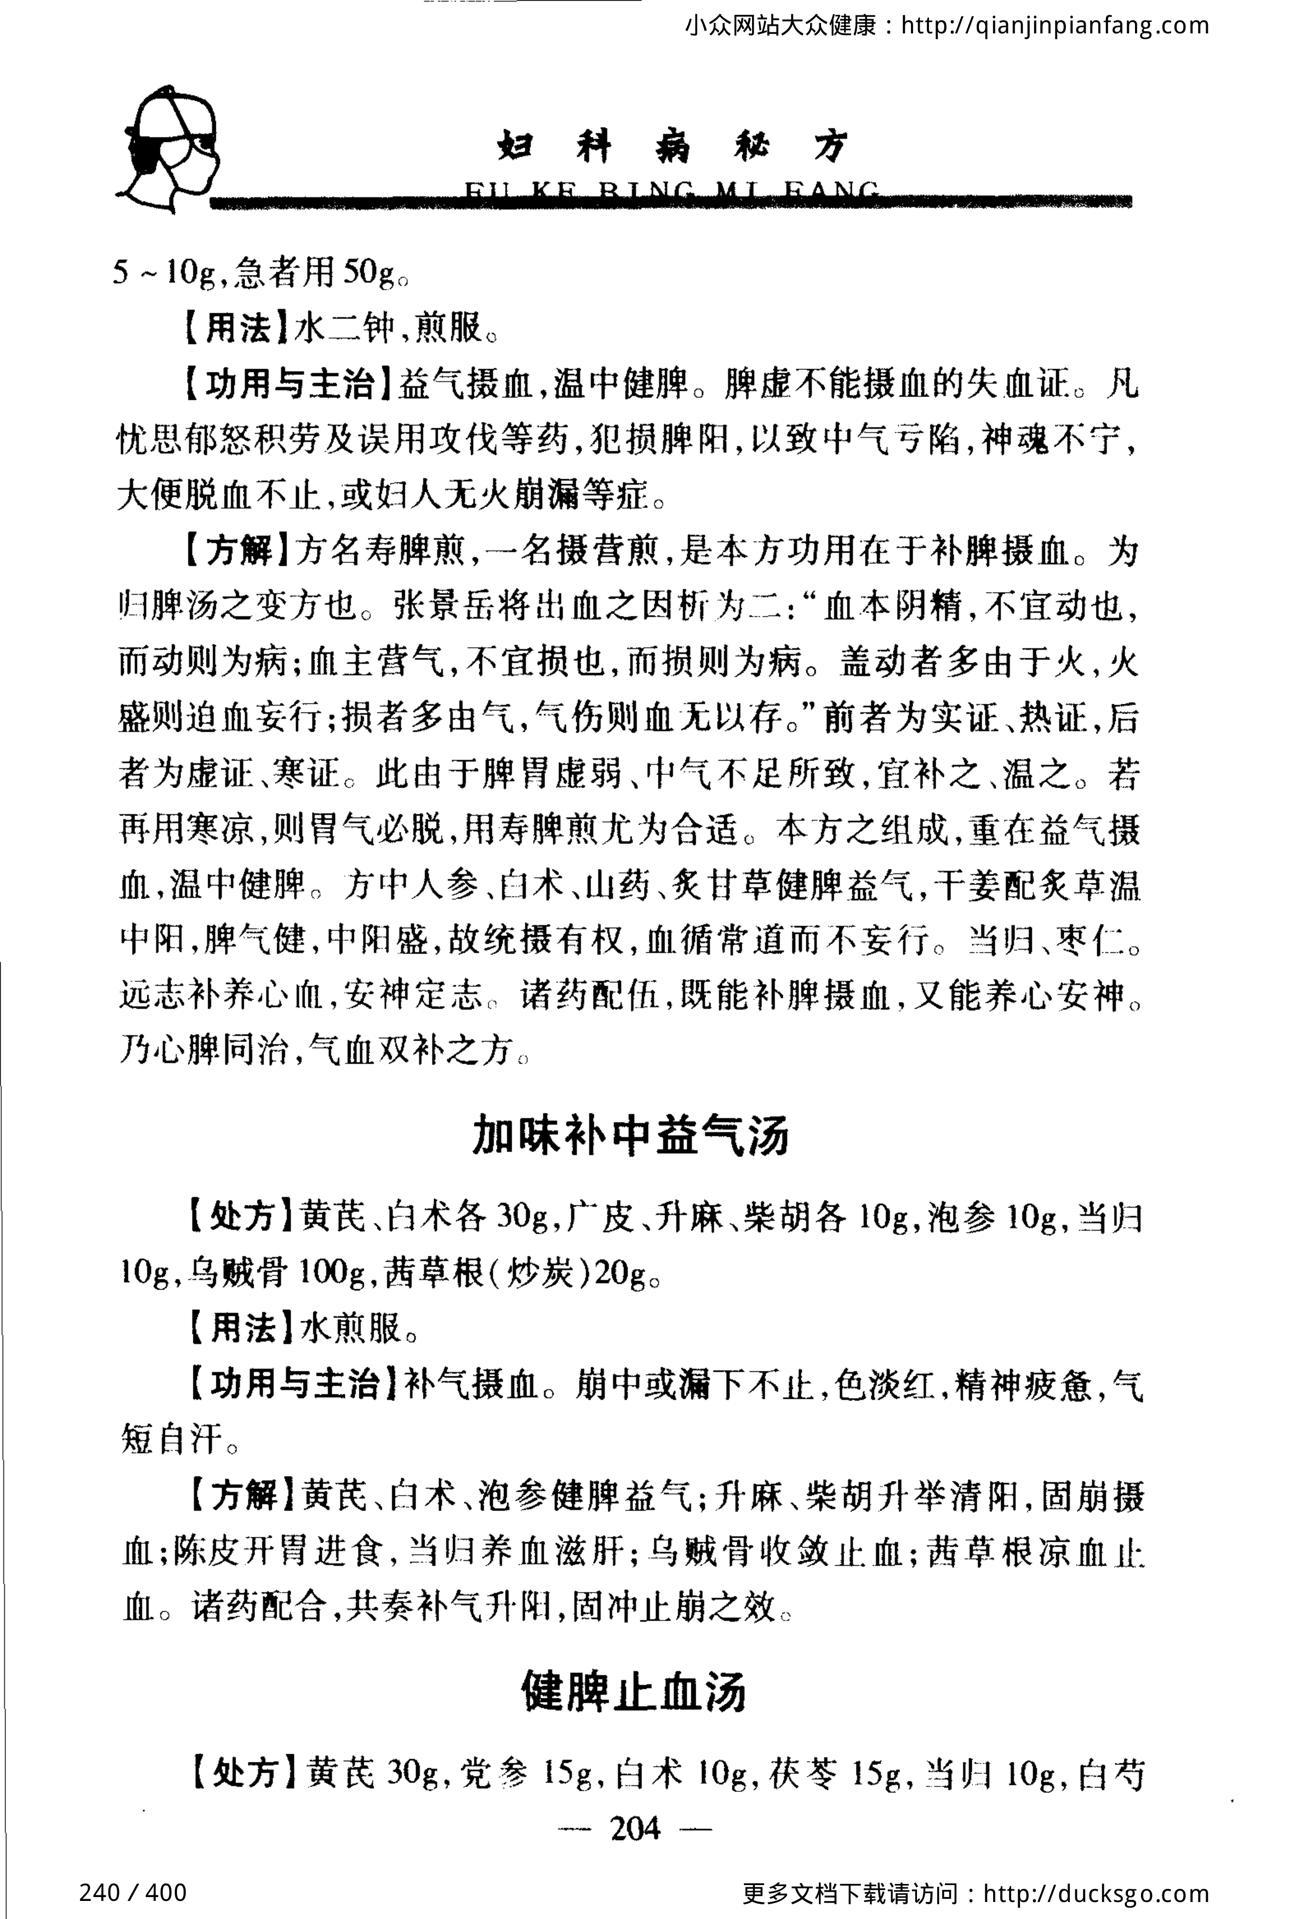 小众网站大众健康：http://qianjinpianfang.com
妇科病秘方
FU KE BING MI FANG
5~10g,急者用50g。
【用法】水二钟,煎服。
【功用与主治】益气摄血,温中健脾。脾虚不能摄血的失血证。凡
忧思郁怒积劳及误用攻伐等药,犯损脾阳,以致中气亏陷,神魂不宁,
大便脱血不止,或妇人无火崩漏等症。
【方解】方名寿脾煎,一名摄营煎,是本方功用在于补脾摄血。为
归脾汤之变方也。张景岳将出血之因析为二:“血本阴精,不宜动也,
而动则为病;血主营气,不宜损也,而损则为病。盖动者多由于火,火
盛则迫血妄行;损者多由气,气伤则血无以存。”前者为实证、热证,后
者为虚证、寒证。此由于脾胃虚弱、中气不足所致,宜补之、温之。若
再用寒凉,则胃气必脱,用寿脾煎尤为合适。本方之组成,重在益气摄
血,温中健脾。方中人参、白术、山药、炙甘草健脾益气,干姜配炙草温
中阳,脾气健,中阳盛,故统摄有权,血循常道而不妄行。当归、枣仁。
远志补养心血,安神定志。诸药配伍,既能补脾摄血,又能养心安神。
乃心脾同治,气血双补之方。
加味补中益气汤
【处方】黄芪、白术各30g,广皮、升麻、柴胡各10g,泡参10g,当归
10g,乌贼骨100g,茜草根(炒炭)20g。
【用法】水煎服。
【功用与主治】补气摄血。崩中或漏下不止,色淡红,精神疲惫,气
短自汗。
【方解】黄芪、白术、泡参健脾益气;升麻、柴胡升举清阳,固崩摄
血;陈皮开胃进食,当归养血滋肝;乌贼骨收敛止血;茜草根凉血止
血。诸药配合,共奏补气升阳,固冲止崩之效。
健脾止血汤
【处方】黄芪30g,党参15g,白术10g,茯苓15g,当归10g,白芍
— 204 —
240 / 400
更多文档下载请访问：http://ducksgo.com